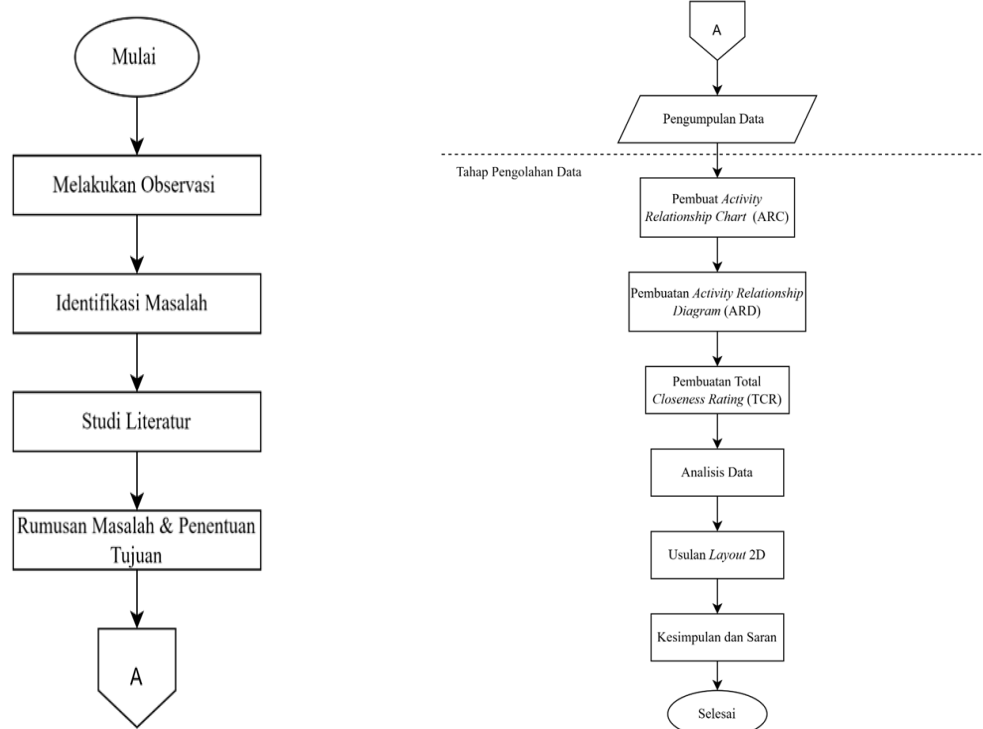 Mulai
Melakukan Observasi
Identifikasi Masalah
Studi Literatur
Rumusan Masalah & Penentuan
Tujuan
A
A
Pengumpulan Data
Tahap Pengolahan Data
Pembuat Activity
Relationship Chart (ARC)
Pembuatan Activity Relationship
Diagram (ARD)
Pembuatan Total
Closeness Rating (TCR)
Analisis Data
Usulan Layout 2D
Kesimpulan dan Saran
Selesai